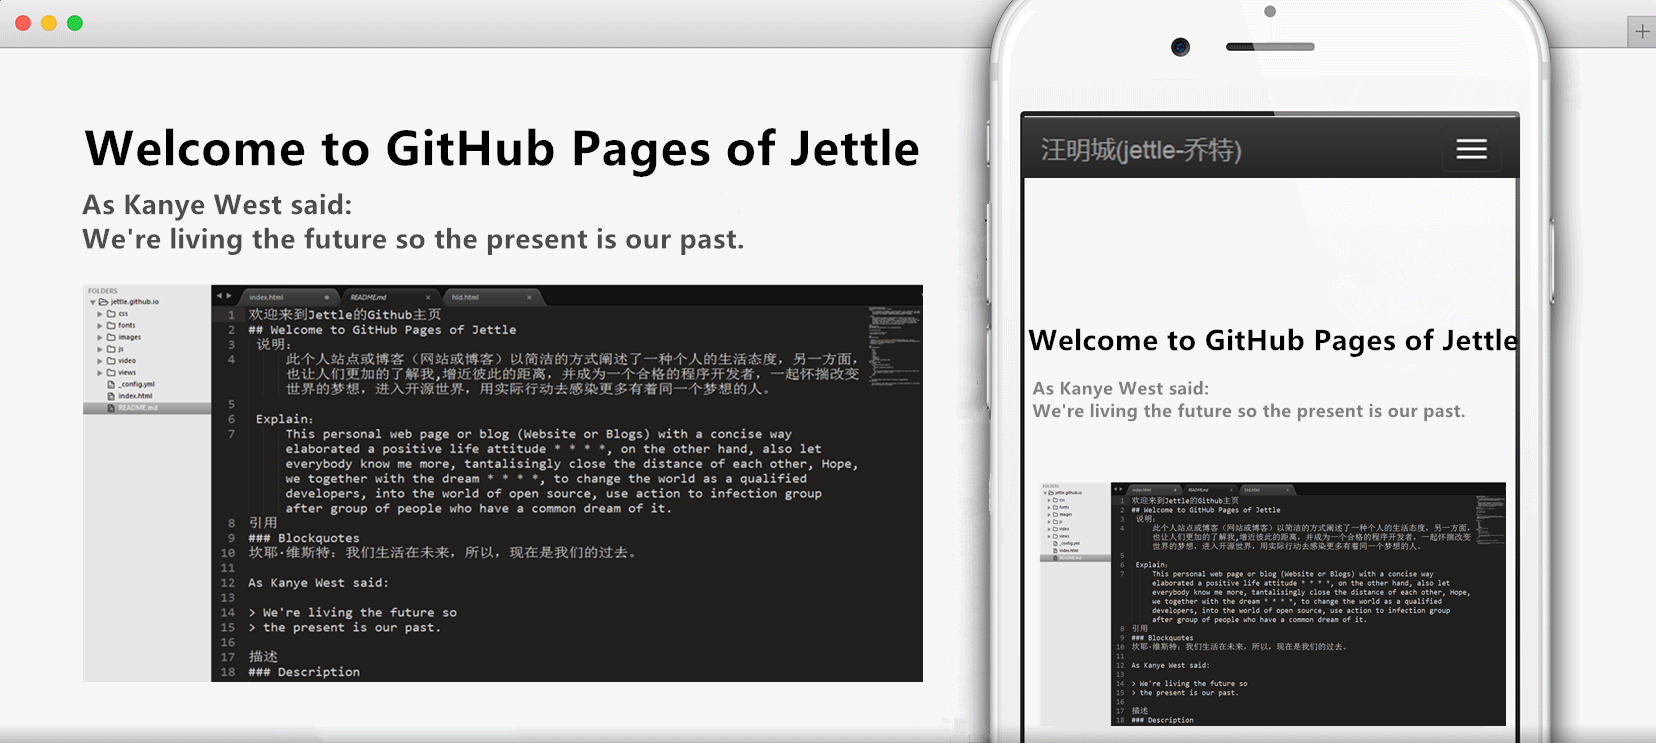 Welcome to GitHub Pages of Jettle
As Kanye West said:
We're living the future so the present is our past.
FOLDERS
jettle.github.io
css
fonts
images
js
video
views
_config.yml
index.html
README.md
index.html
README.md
hld.html
1 欢迎来到Jettle的Github主页
2 ## Welcome to GitHub Pages of Jettle
3 说明：
4 此个人站点或博客（网站或博客）以简洁的方式阐述了一种个人的生活态度，另一方面，
也让人们更加的了解我,增近彼此的距离，并成为一个合格的程序开发者，一起怀揣改变
世界的梦想，进入开源世界，用实际行动去感染更多有着同一个梦想的人。
5
6 Explain：
7 This personal web page or blog (Website or Blogs) with a concise way
elaborated a positive life attitude * * * *, on the other hand, also let
everybody know me more, tantalisingly close the distance of each other, Hope,
we together with the dream * * * *, to change the world as a qualified
developers, into the world of open source, use action to infection group
after group of people who have a common dream of it.
8 引用
9 ### Blockquotes
10 坎耶·维斯特：我们生活在未来，所以，现在是我们的过去。
11
12 As Kanye West said:
13
14 > We're living the future so
15 > the present is our past.
16
17 描述
18 ### Description
汪明城(jettle-乔特)
Welcome to GitHub Pages of Jettle
As Kanye West said:
We're living the future so the present is our past.
FOLDERS
jettle.github.io
css
fonts
images
js
video
views
_config.yml
index.html
README.md
index.html
README.md
hld.html
1 欢迎来到Jettle的Github主页
2 ## Welcome to GitHub Pages of Jettle
3 说明：
4 此个人站点或博客（网站或博客）以简洁的方式阐述了一种个人的生活态度，另一方面，
也让人们更加的了解我,增近彼此的距离，并成为一个合格的程序开发者，一起怀揣改变
世界的梦想，进入开源世界，用实际行动去感染更多有着同一个梦想的人。
5
6 Explain：
7 This personal web page or blog (Website or Blogs) with a concise way
elaborated a positive life attitude * * * *, on the other hand, also let
everybody know me more, tantalisingly close the distance of each other, Hope,
we together with the dream * * * *, to change the world as a qualified
developers, into the world of open source, use action to infection group
after group of people who have a common dream of it.
8 引用
9 ### Blockquotes
10 坎耶·维斯特：我们生活在未来，所以，现在是我们的过去。
11
12 As Kanye West said:
13
14 > We're living the future so
15 > the present is our past.
16
17 描述
18 ### Description